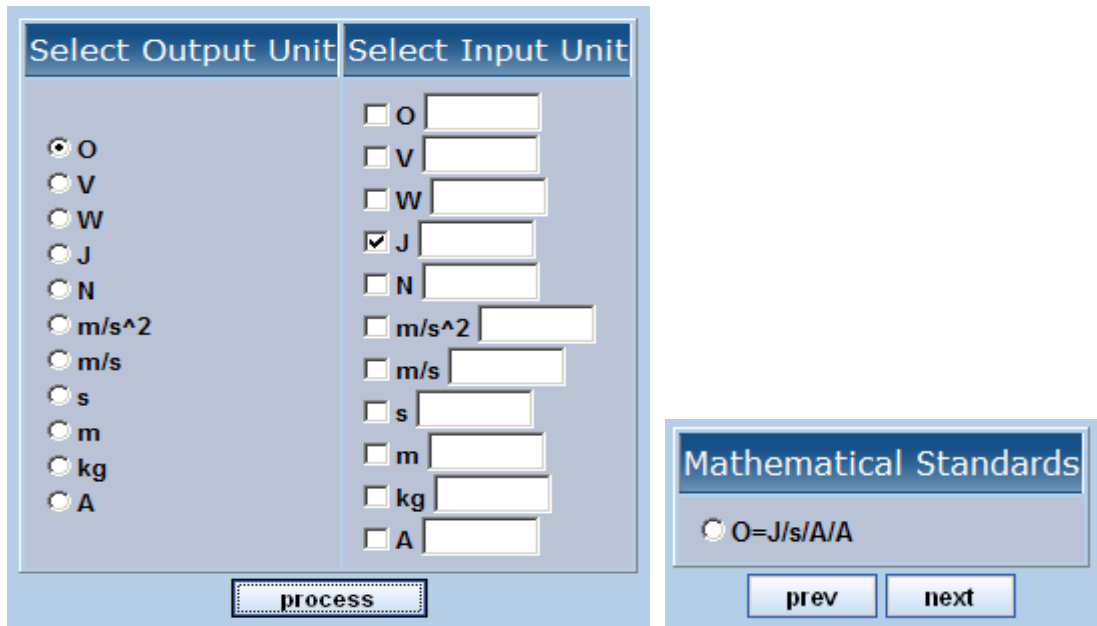 Select Output Unit
O
V
W
J
N
m/s^2
m/s
s
m
kg
A
Select Input Unit
O
V
W
J
N
m/s^2
m/s
s
m
kg
A
process
Mathematical Standards
O=J/s/A/A
prev
next